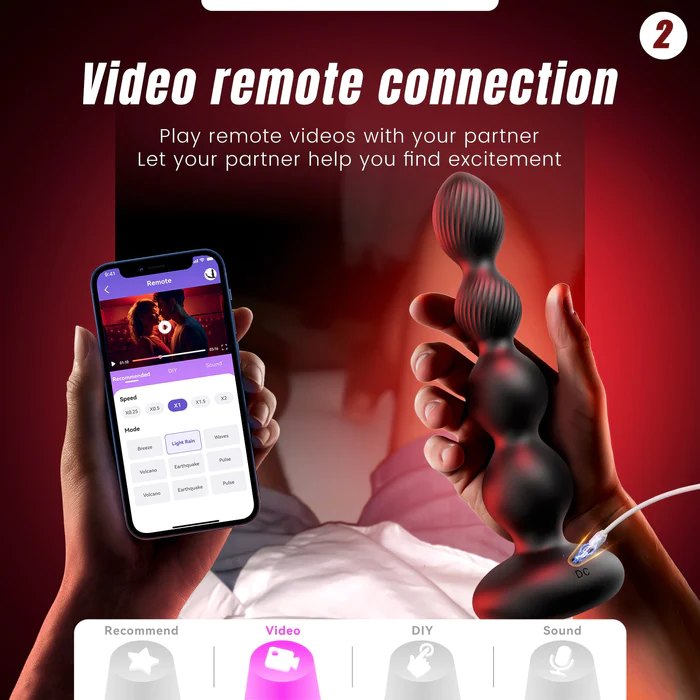 2
Video remote connection
Play remote videos with your partner
Let your partner help you find excitement
9:41
Remote
Recommended
DIY
Sound
Speed
X0.25
X0.5
X1
X1.5
X2
Mode
Breeze
Light Rain
Waves
Volcano
Earthquake
Pulse
Volcano
Earthquake
Pulse
DC
Recommend
Video
DIY
Sound